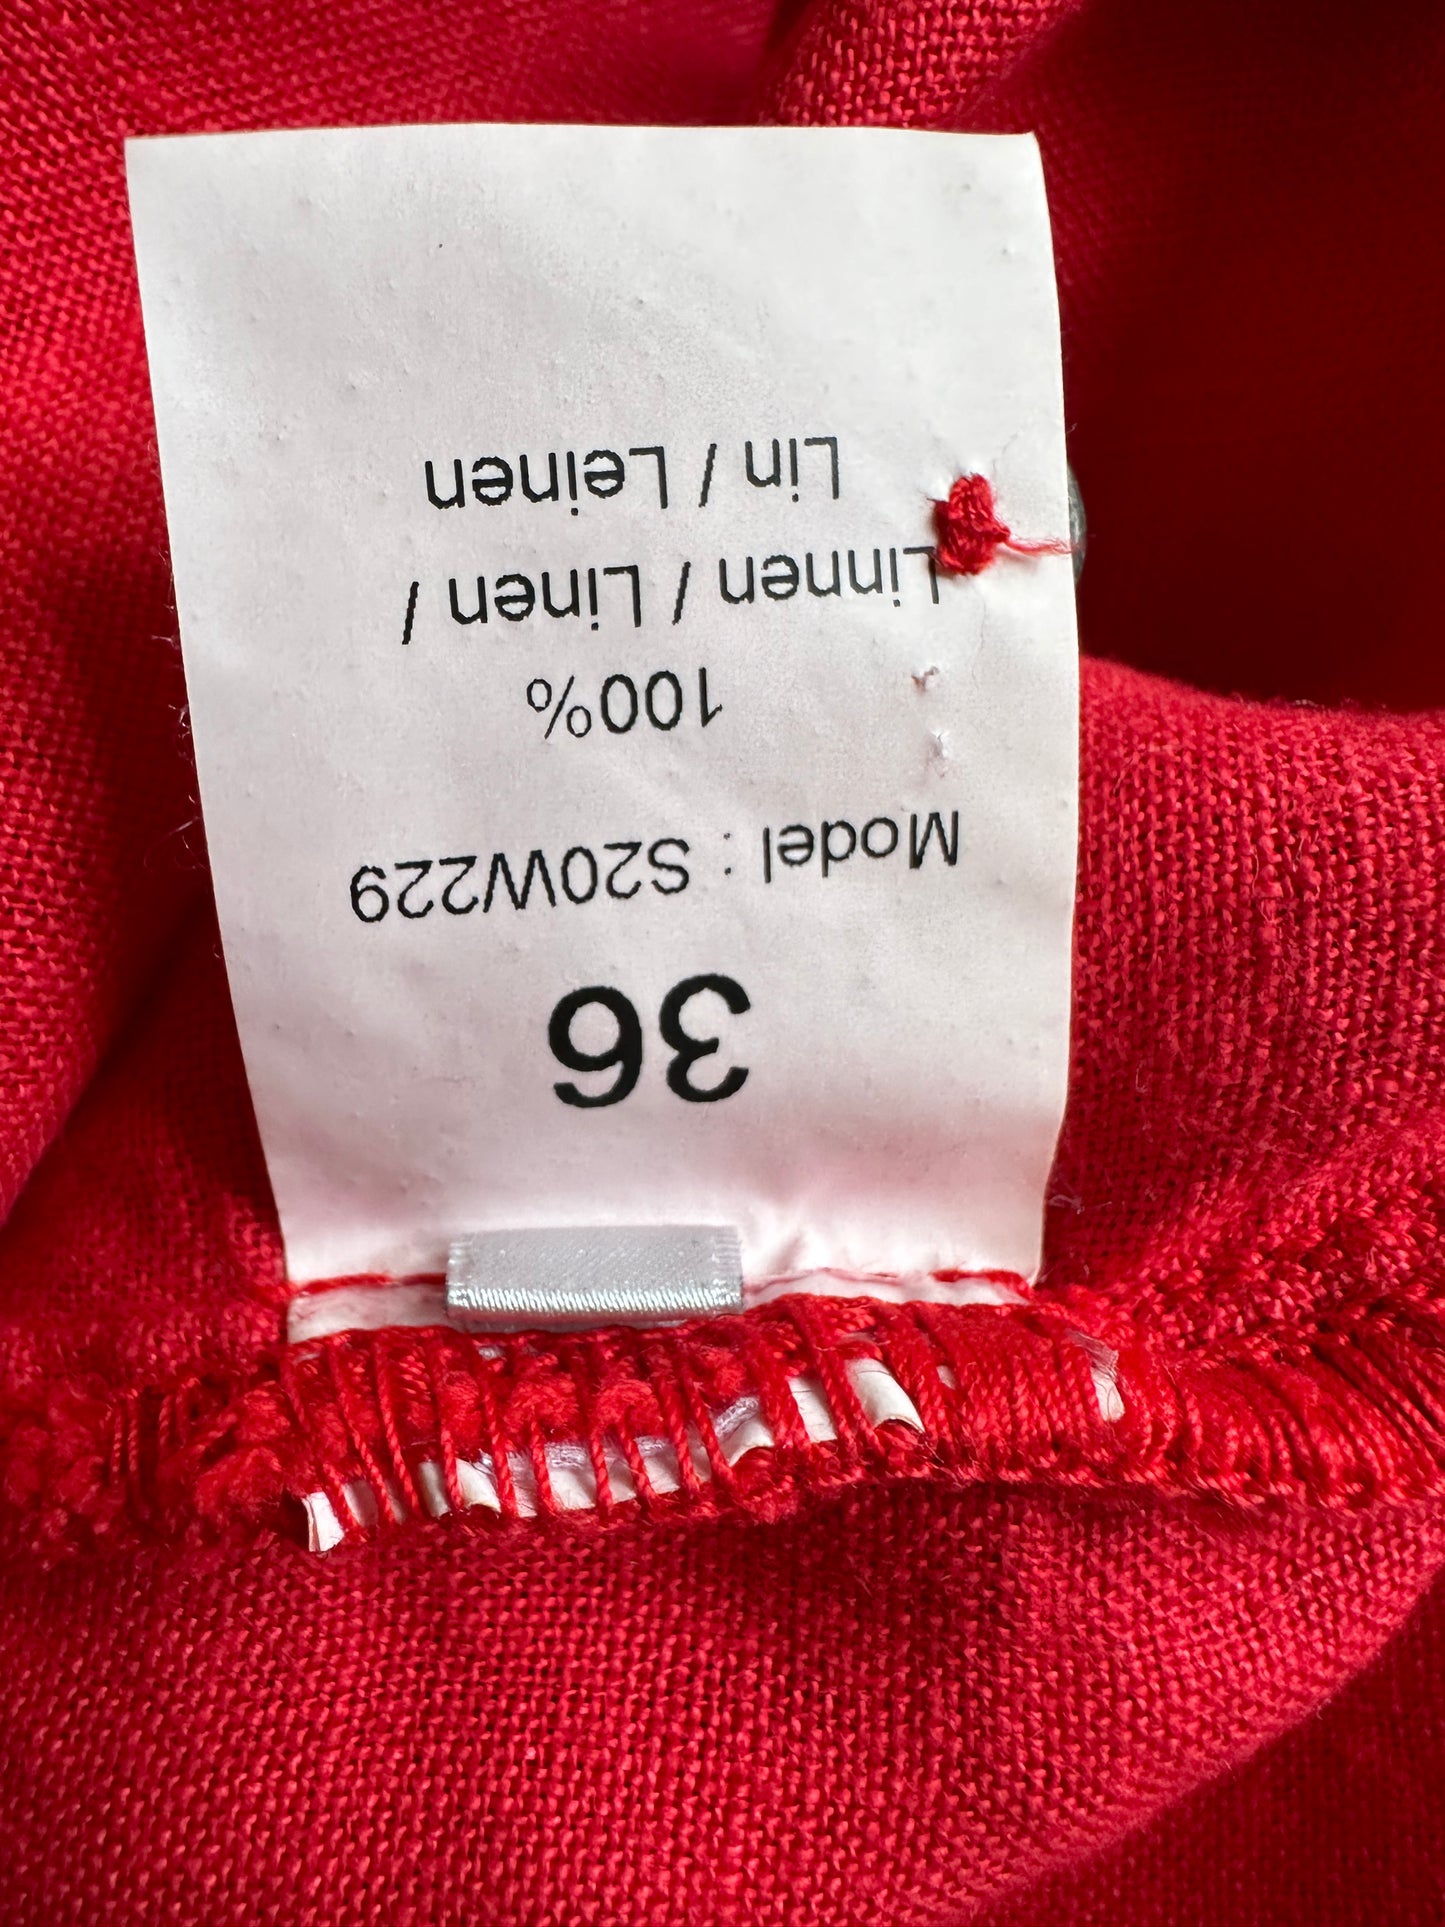 36
Model : S20W229
100%
Linnen / Linen /
Lin / Leinen